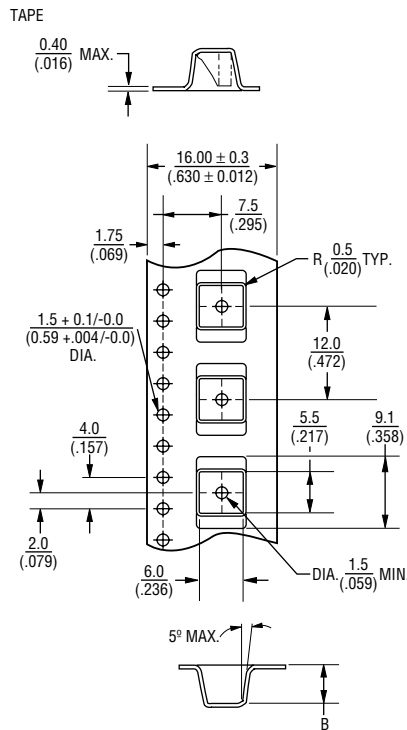 TAPE
0.40
(.016)
MAX.
16.00 ± 0.3
(.630 ± 0.012)
7.5
(.295)
1.75
(.069)
R 0.5
(.020) TYP.
1.5 + 0.1/-0.0
(0.59 +.004/-0.0)
DIA.
12.0
(.472)
4.0
(.157)
5.5
(.217)
9.1
(.358)
2.0
(.079)
6.0
(.236)
DIA. 1.5
(.059) MIN
5º MAX.
B